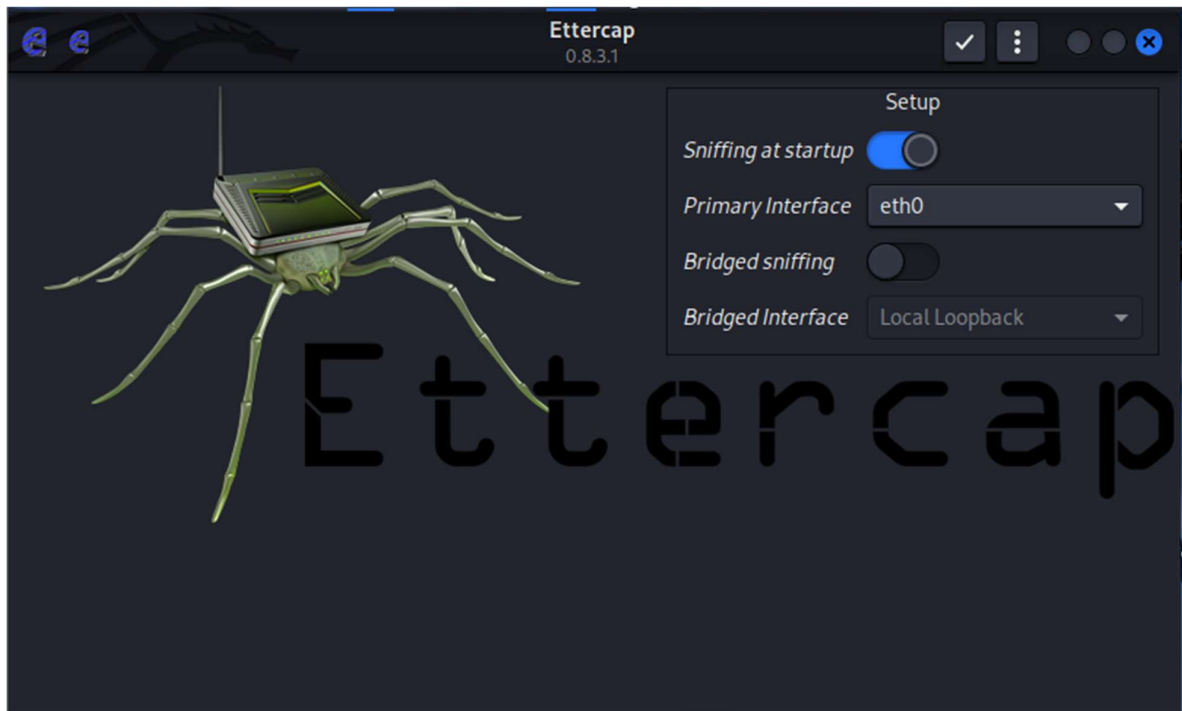 Ettercap
0.8.3.1
Setup
Sniffing at startup
Primary Interface eth0
Bridged sniffing
Bridged Interface Local Loopback
Ettercap